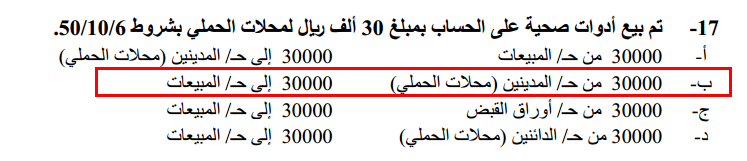 17- تم بيع أدوات صحية على الحساب بمبلغ 30 ألف ريال لمحلات الحملي بشروط 50/10/6.
أ- 30000 من حـ/ المبيعات 30000 إلى حـ/ المدينين (محلات الحملي)
ب- 30000 من حـ/ المدينين (محلات الحملي) 30000 إلى حـ/ المبيعات
ج- 30000 من حـ/ أوراق القبض 30000 إلى حـ/ المبيعات
د- 30000 من حـ/ الدائنين (محلات الحملي) 30000 إلى حـ/ المبيعات